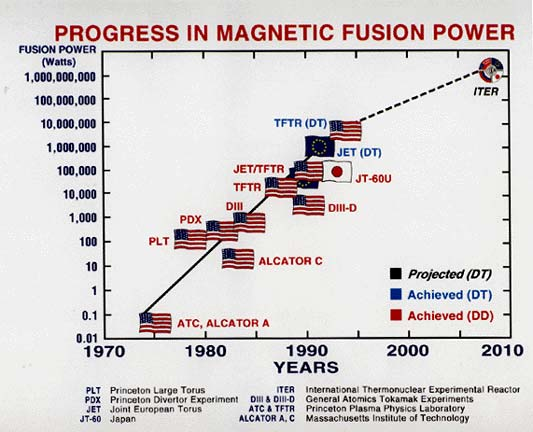 PROGRESS IN MAGNETIC FUSION POWER
FUSION POWER
(Watts)
1,000,000,000
100,000,000
10,000,000
1,000,000
100,000
10,000
1,000
100
10
1
0.1
0.01
ITER
TFTR (DT)
JET (DT)
JET/TFTR
JT-60U
TFTR
DIII
DIII-D
PDX
PLT
ALCATOR C
ATC, ALCATOR A
Projected (DT)
Achieved (DT)
Achieved (DD)
1970 1980 1990 2000 2010
YEARS
PLT Princeton Large Torus
PDX Princeton Divertor Experiment
JET Joint European Torus
JT-60 Japan
ITER International Thermonuclear Experimental Reactor
DIII & DIII-D General Atomics Tokamak Experiments
ATC & TFTR Princeton Plasma Physics Laboratory
ALCATOR A, C Massachusetts Institute of Technology